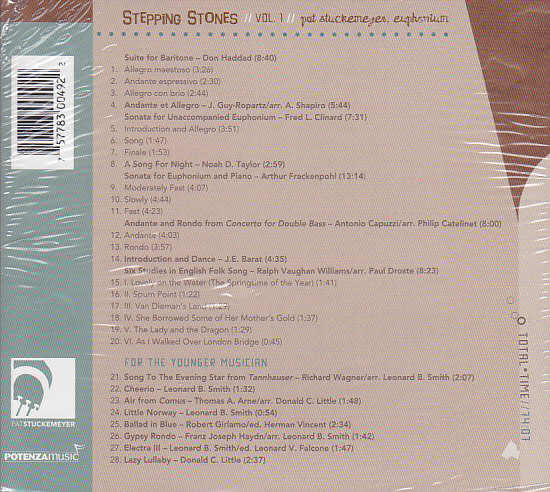 STEPPING STONES // VOL. 1 // pat stuckemeyer, euphonium
Suite for Baritone – Don Haddad (8:40)
1. Allegro maestoso (3:26)
2. Andante espressivo (2:30)
3. Allegro con brio (2:44)
4. Andante et Allegro – J. Guy-Ropartz/arr. A. Shapiro (5:44)
Sonata for Unaccompanied Euphonium – Fred L. Clinard (7:31)
5. Introduction and Allegro (3:51)
6. Song (1:47)
7. Finale (1:53)
8. A Song For Night – Noah D. Taylor (2:59)
Sonata for Euphonium and Piano – Arthur Frackenpohl (13:14)
9. Moderately Fast (4:07)
10. Slowly (4:44)
11. Fast (4:23)
Andante and Rondo from Concerto for Double Bass – Antonio Capuzzi/arr. Philip Catelinet (8:00)
12. Andante (4:03)
13. Rondo (3:57)
14. Introduction and Dance – J.E. Barat (4:35)
Six Studies in English Folk Song – Ralph Vaughan Williams/arr. Paul Droste (8:23)
15. I. Lovely on the Water (The Springtime of the Year) (1:41)
16. II. Spurn Point (1:22)
17. III. Van Dieman's Land (1:29)
18. IV. She Borrowed Some of Her Mother's Gold (1:37)
19. V. The Lady and the Dragon (1:29)
20. VI. As I Walked Over London Bridge (0:45)
FOR THE YOUNGER MUSICIAN
21. Song To The Evening Star from Tannhauser – Richard Wagner/arr. Leonard B. Smith (2:07)
22. Cheerio – Leonard B. Smith (1:32)
23. Air from Comus – Thomas A. Arne/arr. Donald C. Little (1:48)
24. Little Norway – Leonard B. Smith (0:54)
25. Ballad in Blue – Robert Girlamo/ed. Herman Vincent (2:34)
26. Gypsy Rondo – Franz Joseph Haydn/arr. Leonard B. Smith (1:42)
27. Electra III – Leonard B. Smith/ed. Leonard V. Falcone (1:47)
28. Lazy Lullaby – Donald C. Little (2:37)
TOTAL•TIME//74:07
7 57783 00492 2
PATSTUCKEMEYER
POTENZAMUSIC